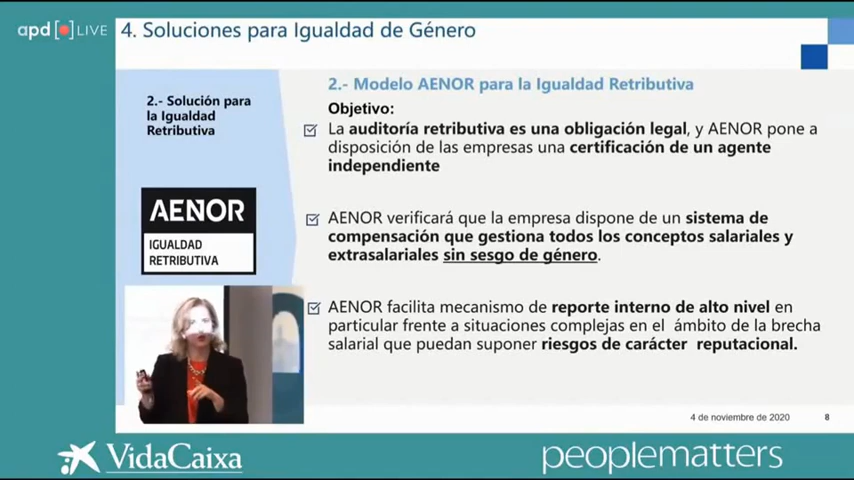 apd LIVE
4. Soluciones para Igualdad de Género
2.- Solución para
la Igualdad
Retributiva
AENOR
IGUALDAD
RETRIBUTIVA
2.- Modelo AENOR para la Igualdad Retributiva
Objetivo:
La auditoría retributiva es una obligación legal, y AENOR pone a
disposición de las empresas una certificación de un agente
independiente
AENOR verificará que la empresa dispone de un sistema de
compensación que gestiona todos los conceptos salariales y
extrasalariales sin sesgo de género.
AENOR facilita mecanismo de reporte interno de alto nivel en
particular frente a situaciones complejas en el ámbito de la brecha
salarial que puedan suponer riesgos de carácter reputacional.
4 de noviembre de 2020 8
VidaCaixa
peoplematters